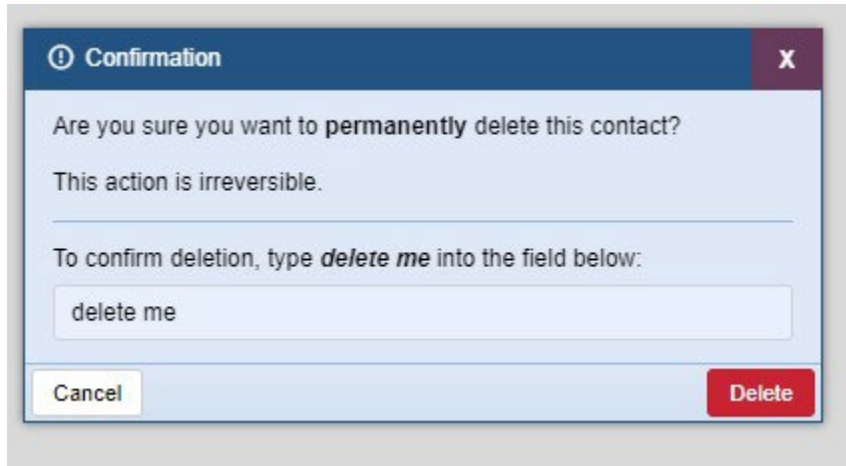 Confirmation
X
Are you sure you want to permanently delete this contact?
This action is irreversible.
To confirm deletion, type delete me into the field below:
delete me
Cancel
Delete